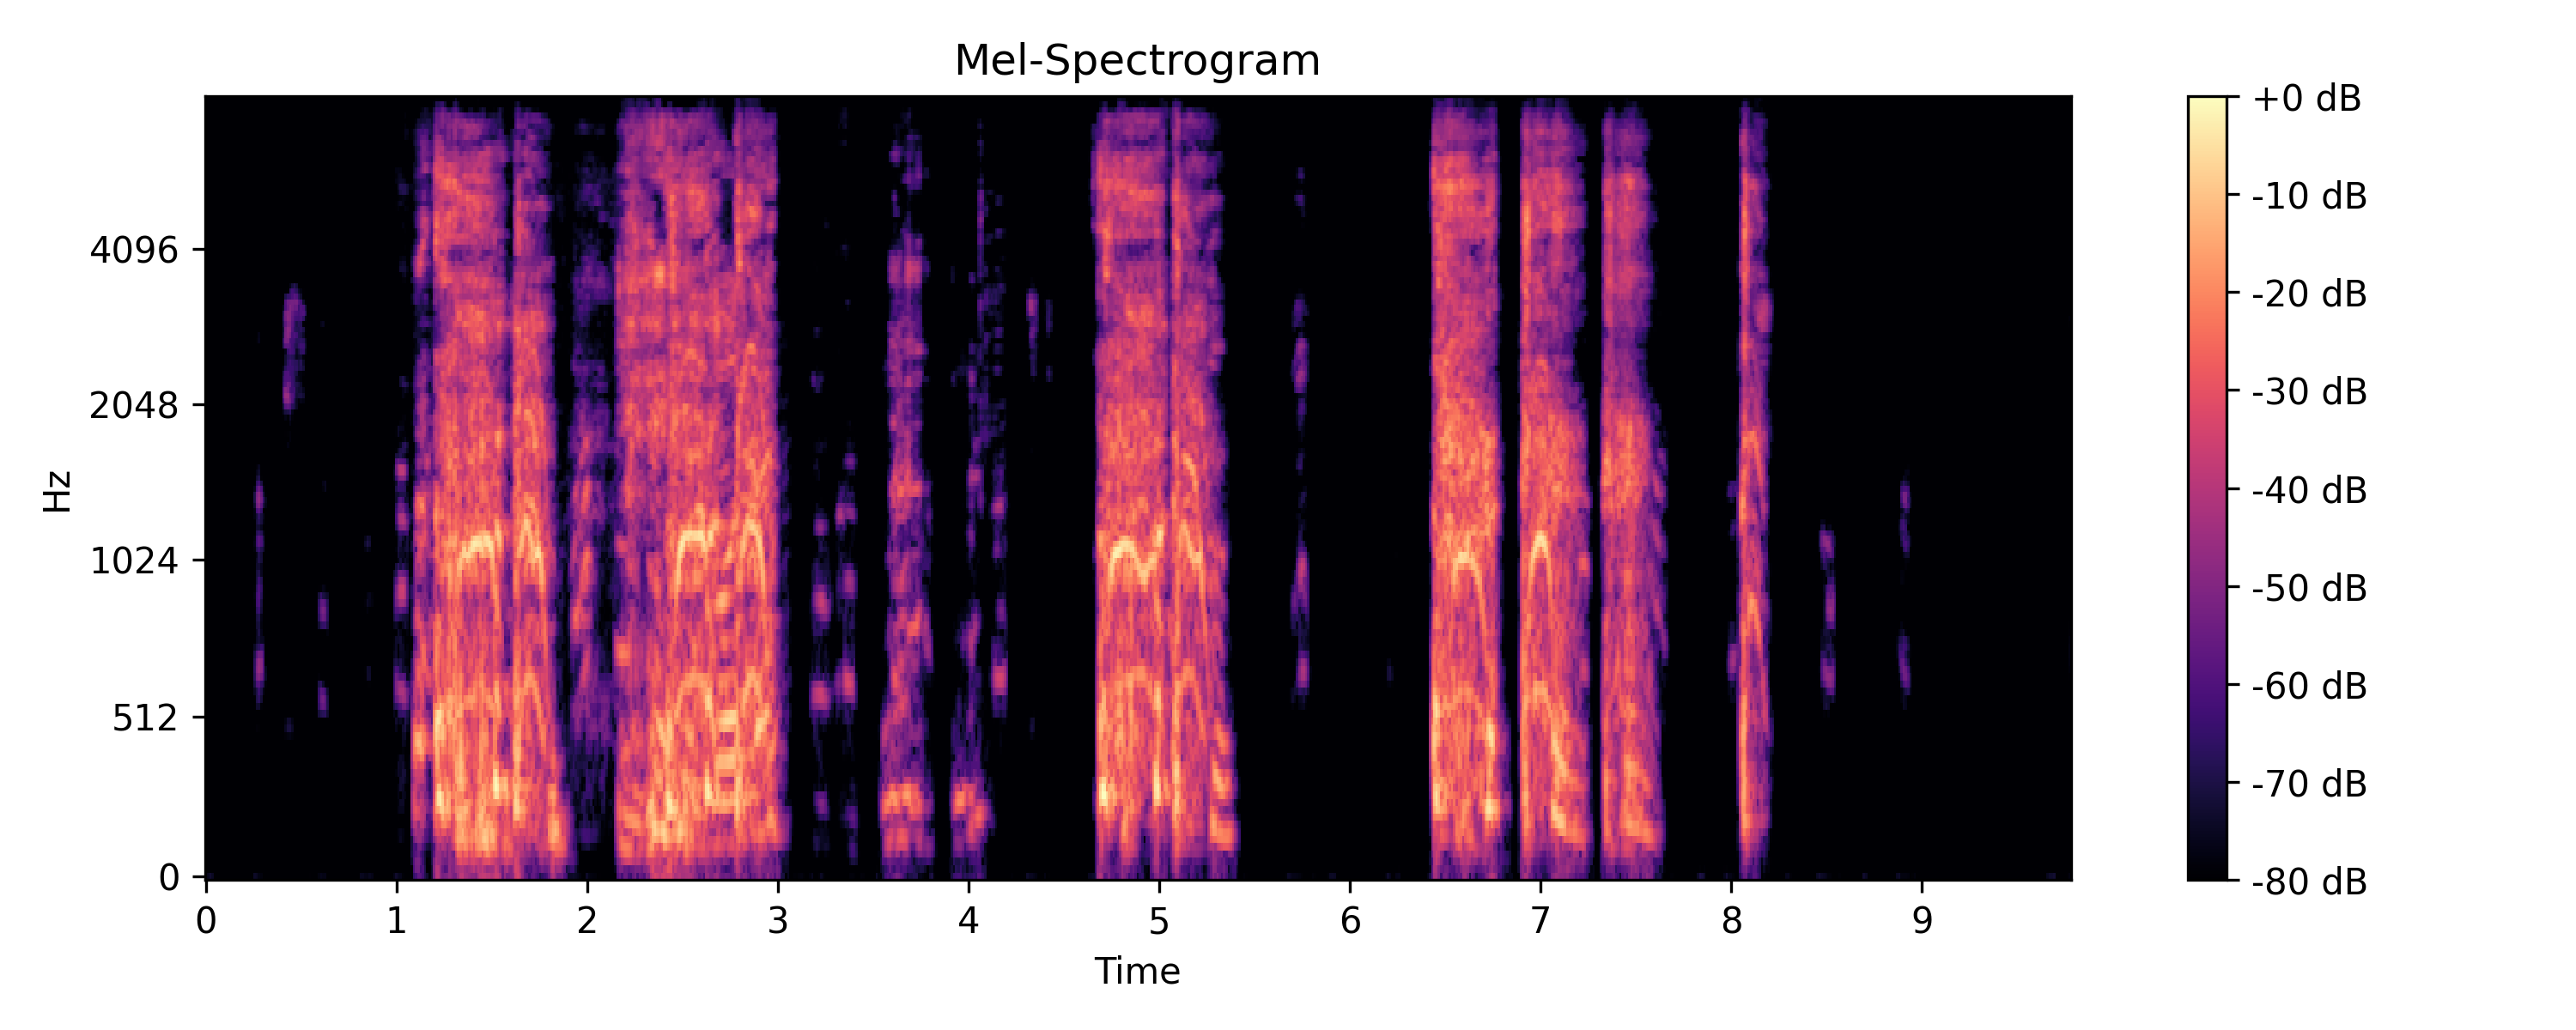 Mel-Spectrogram
Hz
4096
2048
1024
512
0
0 1 2 3 4 5 6 7 8 9
Time
+0 dB
-10 dB
-20 dB
-30 dB
-40 dB
-50 dB
-60 dB
-70 dB
-80 dB